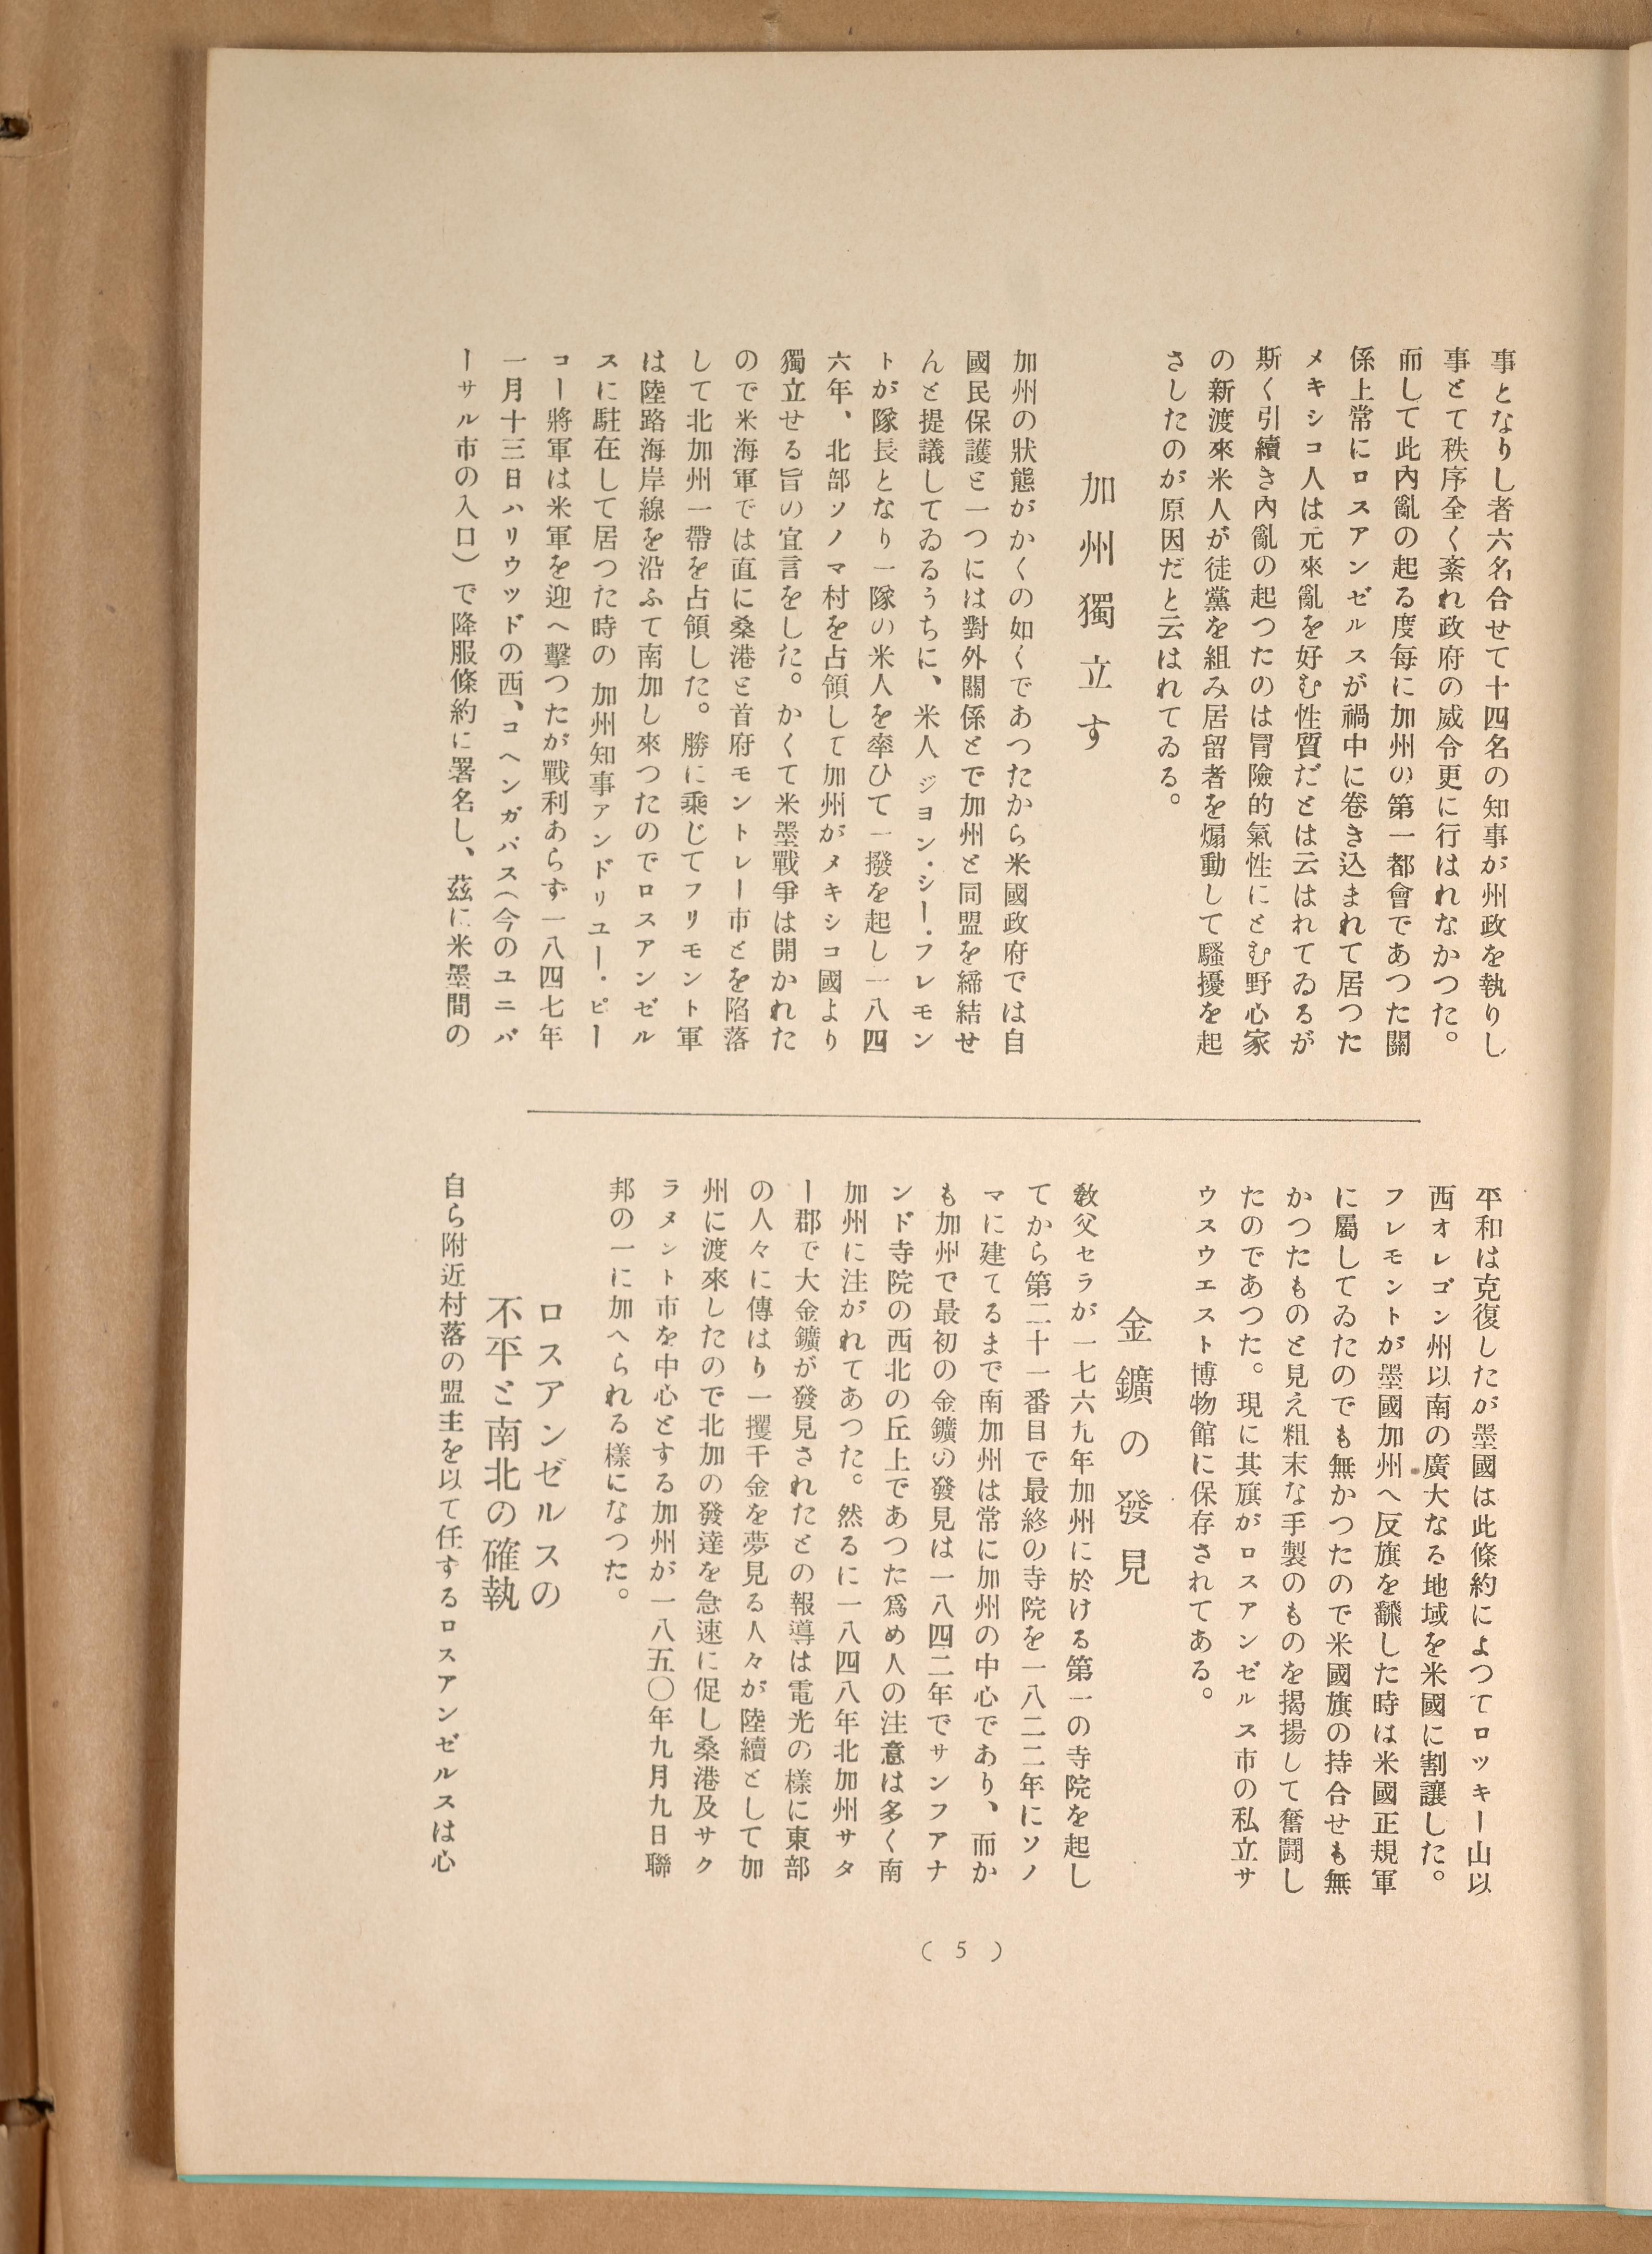 事となりし者六名合せて十四名の知事が州政を執りし
事とて秩序全く紊れ政府の威令更に行はれなかつた。
而して此內亂の起る度每に加州の第一都會であつた關
係上常にロスアンゼルスが禍中に卷き込まれて居つた
メキシコ人は元來亂を好む性質だとは云はれてゐるが
斯く引續き內亂の起つたのは冐險的氣性にとむ野心家
の新渡來米人が徒黨を組み居留者を煽動して騷擾を起
さしたのが原因だと云はれてゐる。
加州獨立す
加州の狀態がかくの如くであつたから米國政府では自
國民保護と一つには對外關係とで加州と同盟を締結せ
んと提議してゐるうちに、米人ジヨン・シー・フレモン
トが隊長となり一隊の米人を率ひて一撥を起し一八四
六年、北部ソノマ村を占領して加州がメキシコ國より
獨立せる旨の宜言をした。かくて米墨戰爭は開かれた
ので米海軍では直に桑港と首府モントレー市とを陷落
して北加州一帶を占領した。勝に乘じてフリモント軍
は陸路海岸線を沿ふて南加し來つたのでロスアンゼル
スに駐在して居つた時の加州知事アンドリユー・ピー
コー將軍は米軍を迎へ擊つたが戰利あらず一八四七年
一月十三日ハリウッドの西、コヘンガパス(今のユニバ
ーサル市の入口)で降服條約に署名し、茲に米墨間の
平和は克復したが墨國は此條約によつてロッキー山以
西オレゴン州以南の廣大なる地域を米國に割讓した。
フレモントが墨國加州へ反旗を飜した時は米國正規軍
に屬してゐたのでも無かつたので米國旗の持合せも無
かつたものと見え粗末な手製のものを揭揚して奮鬪し
たのであつた。現に其旗がロスアンゼルス市の私立サ
ウスウエスト博物館に保存されてある。
金鑛の發見
敎父セラが一七六九年加州に於ける第一の寺院を起し
てから第二十一番目で最終の寺院を一八二二年にソノ
マに建てるまで南加州は常に加州の中心であり、而か
も加州で最初の金鑛の發見は一八四二年でサンフアナ
ンド寺院の西北の丘上であつた爲め人の注意は多く南
加州に注がれてあつた。然るに一八四八年北加州サタ
ー郡で大金鑛が發見されたとの報導は電光の樣に東部
の人々に傳はり一攫千金を夢見る人々が陸續として加
州に渡來したので北加の發達を急速に促し桑港及サク
ラメント市を中心とする加州が一八五〇年九月九日聯
邦の一に加へられる樣になつた。
ロスアンゼルスの
不平と南北の確執
自ら附近村落の盟主を以て任するロスアンゼルスは心
( 5 )